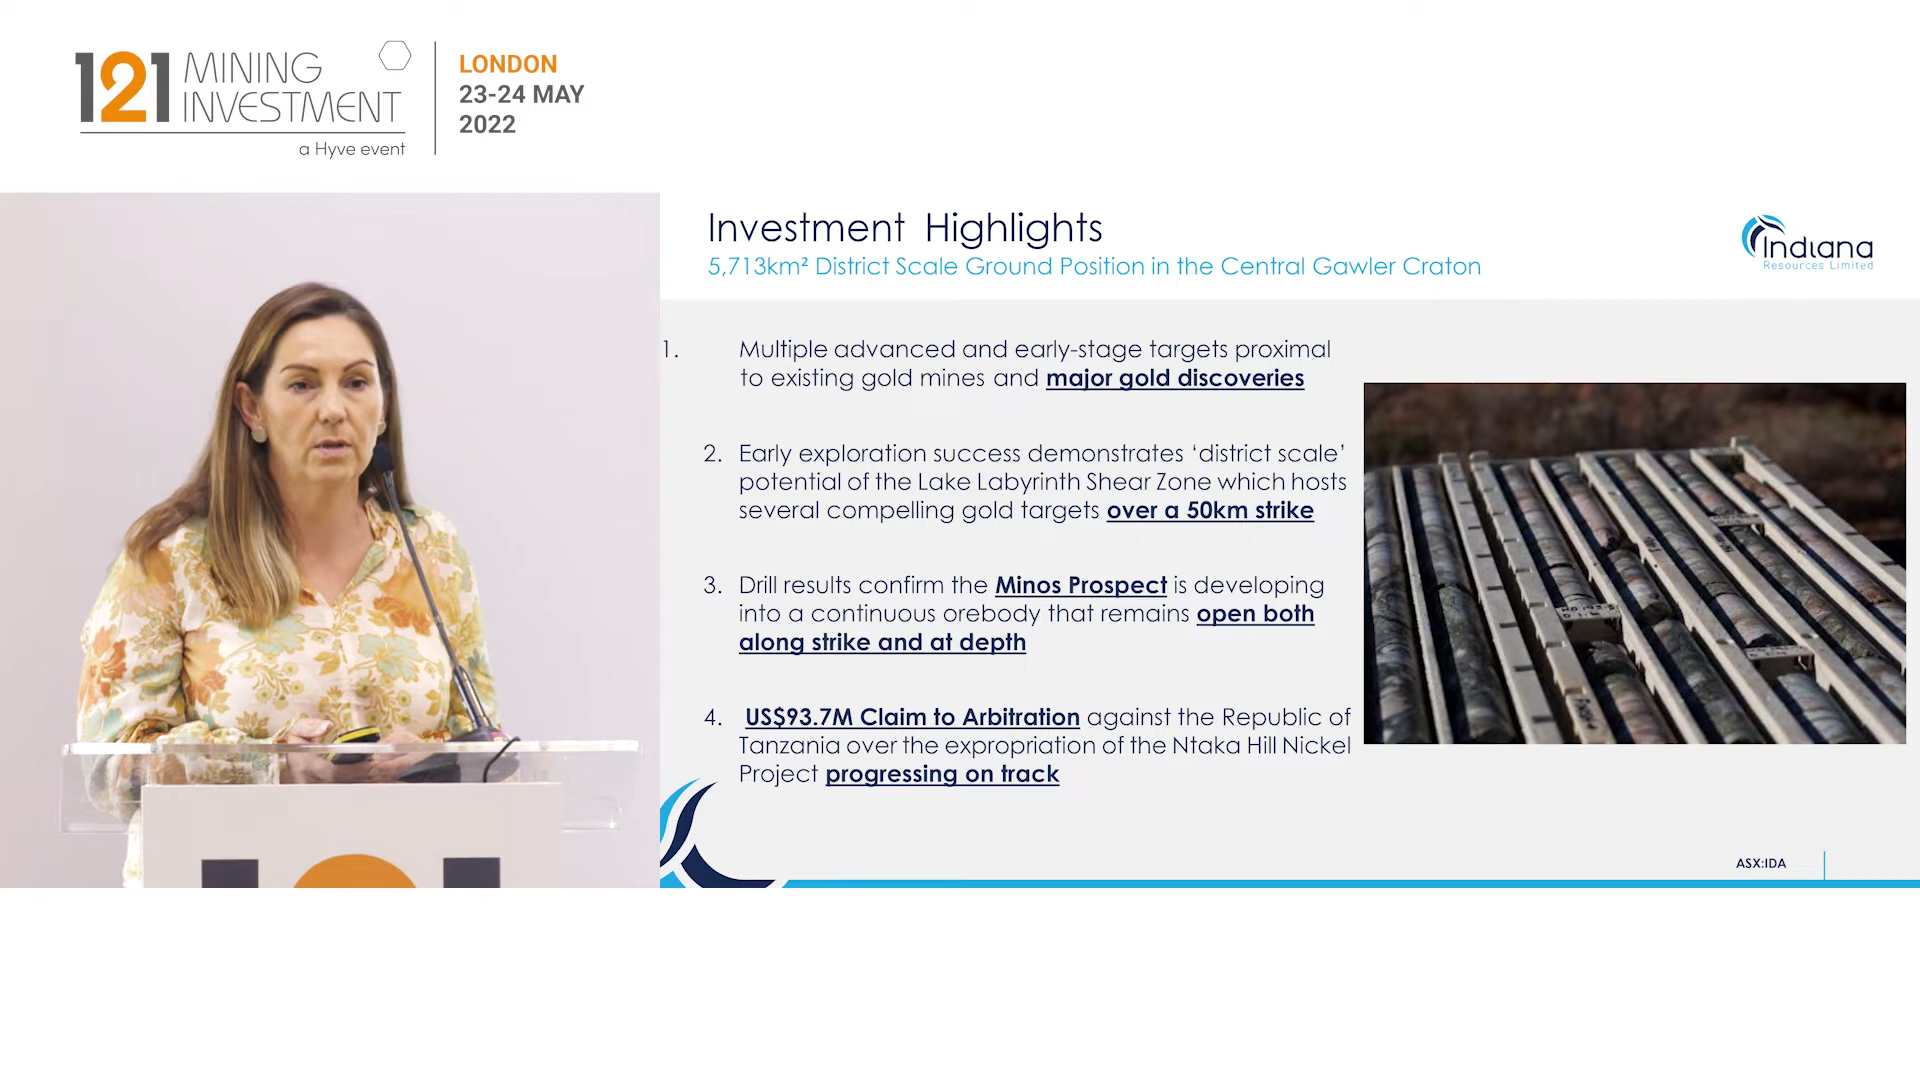 121 MINING INVESTMENT
a Hyve event
LONDON
23-24 MAY
2022
Investment Highlights
5,713km² District Scale Ground Position in the Central Gawler Craton
Indiana
Resources Limited
1. Multiple advanced and early-stage targets proximal
to existing gold mines and major gold discoveries
2. Early exploration success demonstrates ‘district scale’
potential of the Lake Labyrinth Shear Zone which hosts
several compelling gold targets over a 50km strike
3. Drill results confirm the Minos Prospect is developing
into a continuous orebody that remains open both
along strike and at depth
4. US$93.7M Claim to Arbitration against the Republic of
Tanzania over the expropriation of the Ntaka Hill Nickel
Project progressing on track
ASX:IDA